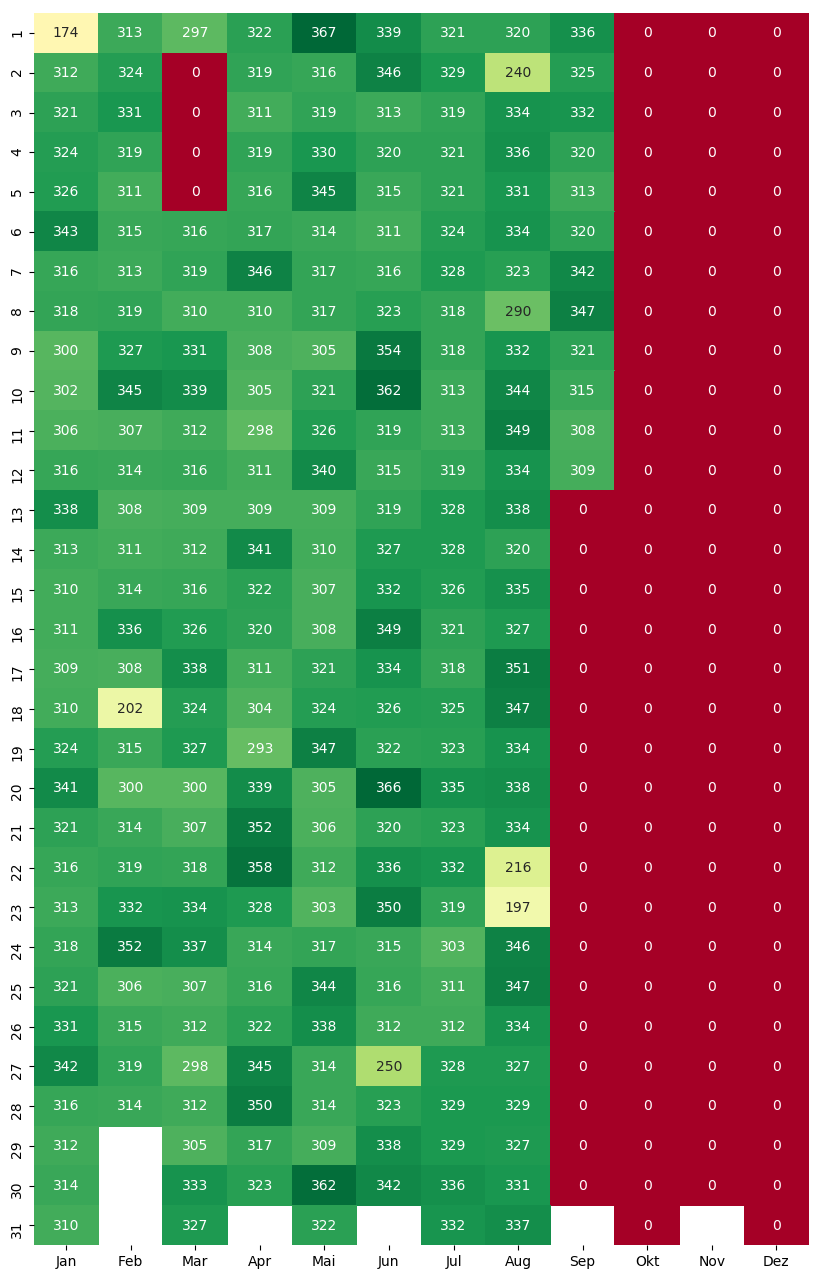 1 174 313 297 322 367 339 321 320 336 0 0 0
2 312 324 0 319 316 346 329 240 325 0 0 0
3 321 331 0 311 319 313 319 334 332 0 0 0
4 324 319 0 319 330 320 321 336 320 0 0 0
5 326 311 0 316 345 315 321 331 313 0 0 0
6 343 315 316 317 314 311 324 334 320 0 0 0
7 316 313 319 346 317 316 328 323 342 0 0 0
8 318 319 310 310 317 323 318 290 347 0 0 0
9 300 327 331 308 305 354 318 332 321 0 0 0
10 302 345 339 305 321 362 313 344 315 0 0 0
11 306 307 312 298 326 319 313 349 308 0 0 0
12 316 314 316 311 340 315 319 334 309 0 0 0
13 338 308 309 309 309 319 328 338 0 0 0 0
14 313 311 312 341 310 327 328 320 0 0 0 0
15 310 314 316 322 307 332 326 335 0 0 0 0
16 311 336 326 320 308 349 321 327 0 0 0 0
17 309 308 338 311 321 334 318 351 0 0 0 0
18 310 202 324 304 324 326 325 347 0 0 0 0
19 324 315 327 293 347 322 323 334 0 0 0 0
20 341 300 300 339 305 366 335 338 0 0 0 0
21 321 314 307 352 306 320 323 334 0 0 0 0
22 316 319 318 358 312 336 332 216 0 0 0 0
23 313 332 334 328 303 350 319 197 0 0 0 0
24 318 352 337 314 317 315 303 346 0 0 0 0
25 321 306 307 316 344 316 311 347 0 0 0 0
26 331 315 312 322 338 312 312 334 0 0 0 0
27 342 319 298 345 314 250 328 327 0 0 0 0
28 316 314 312 350 314 323 329 329 0 0 0 0
29 312 305 317 309 338 329 327 0 0 0 0
30 314 333 323 362 342 336 331 0 0 0 0
31 310 327 322 332 337 0 0
Jan Feb Mar Apr Mai Jun Jul Aug Sep Okt Nov Dez